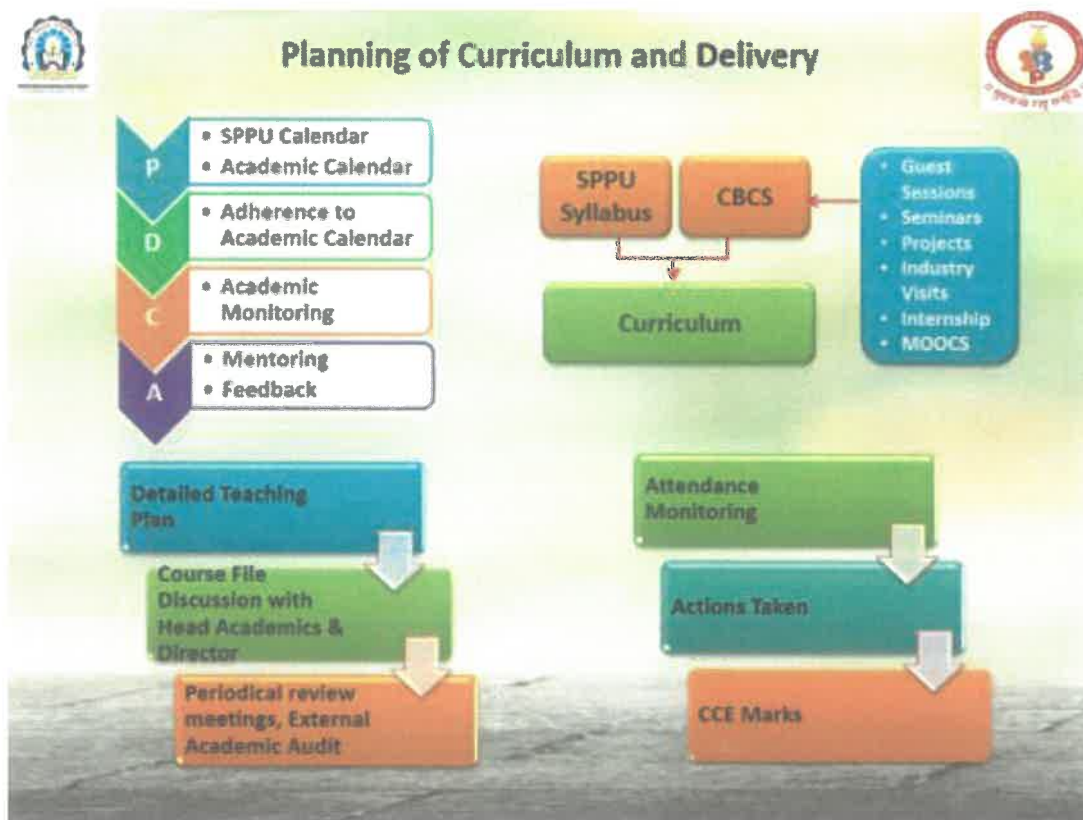 Planning of Curriculum and Delivery
P
• SPPU Calendar
• Academic Calendar
D
• Adherence to
Academic Calendar
C
• Academic
Monitoring
A
• Mentoring
• Feedback
SPPU
Syllabus
CBCS
Curriculum
• Guest
Sessions
• Seminars
• Projects
• Industry
Visits
• Internship
• MOOCS
Detailed Teaching
Plan
Course File
Discussion with
Head Academics &
Director
Periodical review
meetings, External
Academic Audit
Attendance
Monitoring
Actions Taken
CCE Marks